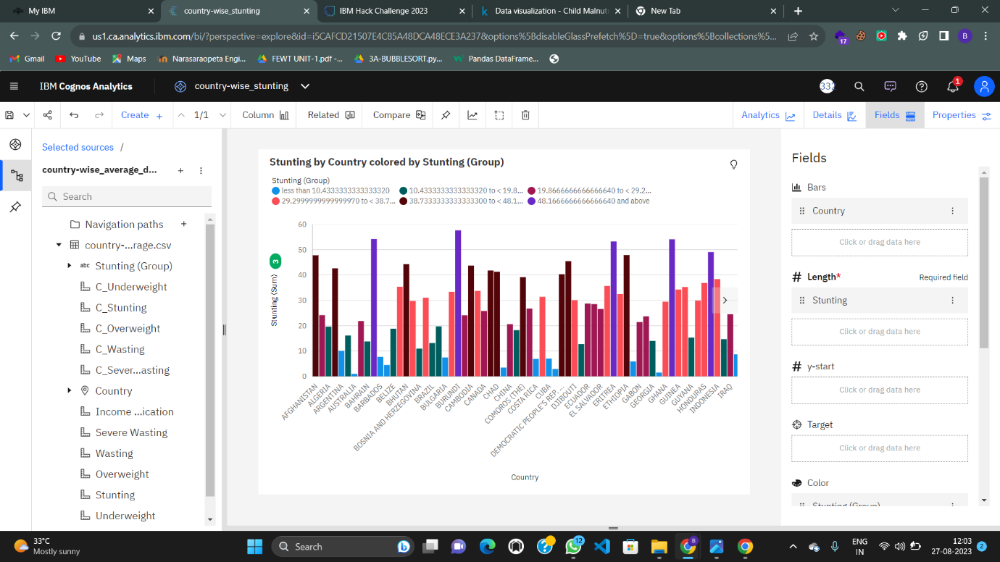 My IBM
country-wise_stunting
IBM Hack Challenge 2023
Data visualization - Child Malnut
New Tab
us1.ca.analytics.ibm.com/bi/?perspective=explore&id=i5CAFCD21507E4C85A48DCA48ECE3A237&options%5BdisableGlassPrefetch%5D=true&options%5Bcollections%5...
17
B
Gmail
YouTube
Maps
Narasaraopeta Engi...
FEWT UNIT-1.pdf -...
3A-BUBBLESORT.py...
Pandas DataFrame...
IBM Cognos Analytics
country-wise_stunting
332
1
Create
1/1
Column
Related
Compare
Analytics
Details
Fields
Properties
Selected sources /
country-wise_average_d...
Search
Navigation paths
country-...rage.csv
abc Stunting (Group)
C_Underweight
C_Stunting
C_Overweight
C_Wasting
C_Sever...asting
Country
Income ...ication
Severe Wasting
Wasting
Overweight
Stunting
Underweight
Stunting by Country colored by Stunting (Group)
Stunting (Group)
less than 10.4333333333333320
10.4333333333333320 to < 19.8...
19.8666666666666640 to < 29.2...
29.2999999999999970 to < 38.7...
38.7333333333333300 to < 48.1...
48.1666666666666640 and above
60
50
40
30
20
10
0
3
Stunting (Sum)
AFGHANISTAN
ALGERIA
ARGENTINA
AUSTRALIA
BAHRAIN
BARBADOS
BELIZE
BHUTAN
BOSNIA AND HERZEGOVINA
BRAZIL
BULGARIA
BURUNDI
CAMBODIA
CANADA
CHAD
CHINA
COMOROS (THE)
COSTA RICA
CUBA
DEMOCRATIC PEOPLE'S REP. ...
DJIBOUTI
ECUADOR
EL SALVADOR
ERITREA
ETHIOPIA
GABON
GEORGIA
GHANA
GUINEA
GUYANA
HONDURAS
INDONESIA
IRAQ
Country
Fields
Bars
Country
Click or drag data here
# Length*
Required field
Stunting
Click or drag data here
# y-start
Click or drag data here
Target
Click or drag data here
Color
Stunting (Group)
33°C
Mostly sunny
Search
12
B
ENG
IN
12:03
27-08-2023
2